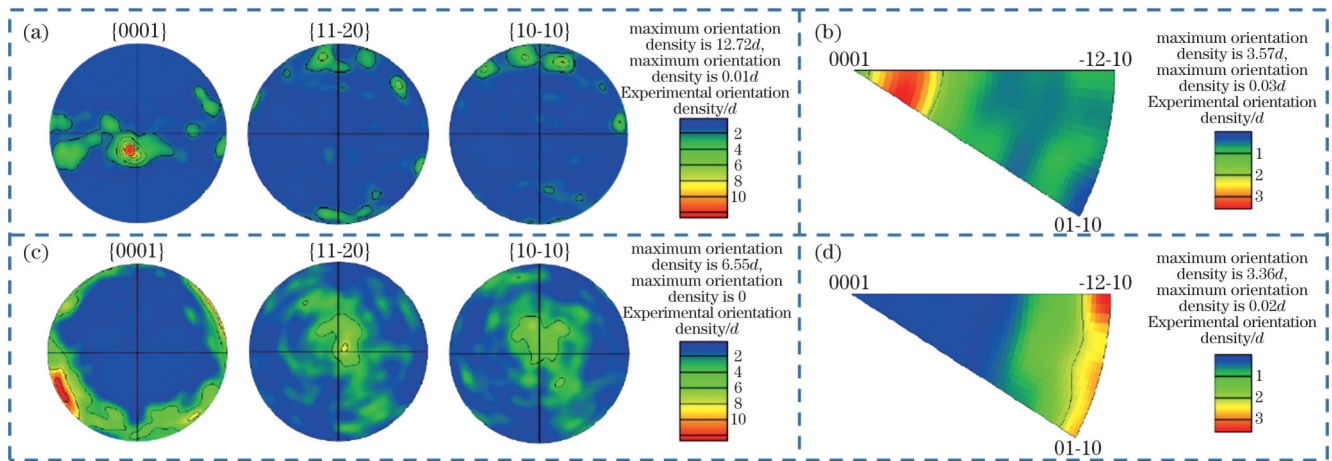 (a)
{0001}
{11-20}
{10-10}
maximum orientation
density is 12.72d,
maximum orientation
density is 0.01d
Experimental orientation
density/d
2
4
6
8
10
(b)
0001
-12-10
01-10
maximum orientation
density is 3.57d,
maximum orientation
density is 0.03d
Experimental orientation
density/d
1
2
3
(c)
{0001}
{11-20}
{10-10}
maximum orientation
density is 6.55d,
maximum orientation
density is 0
Experimental orientation
density/d
2
4
6
8
10
(d)
0001
-12-10
01-10
maximum orientation
density is 3.36d,
maximum orientation
density is 0.02d
Experimental orientation
density/d
1
2
3